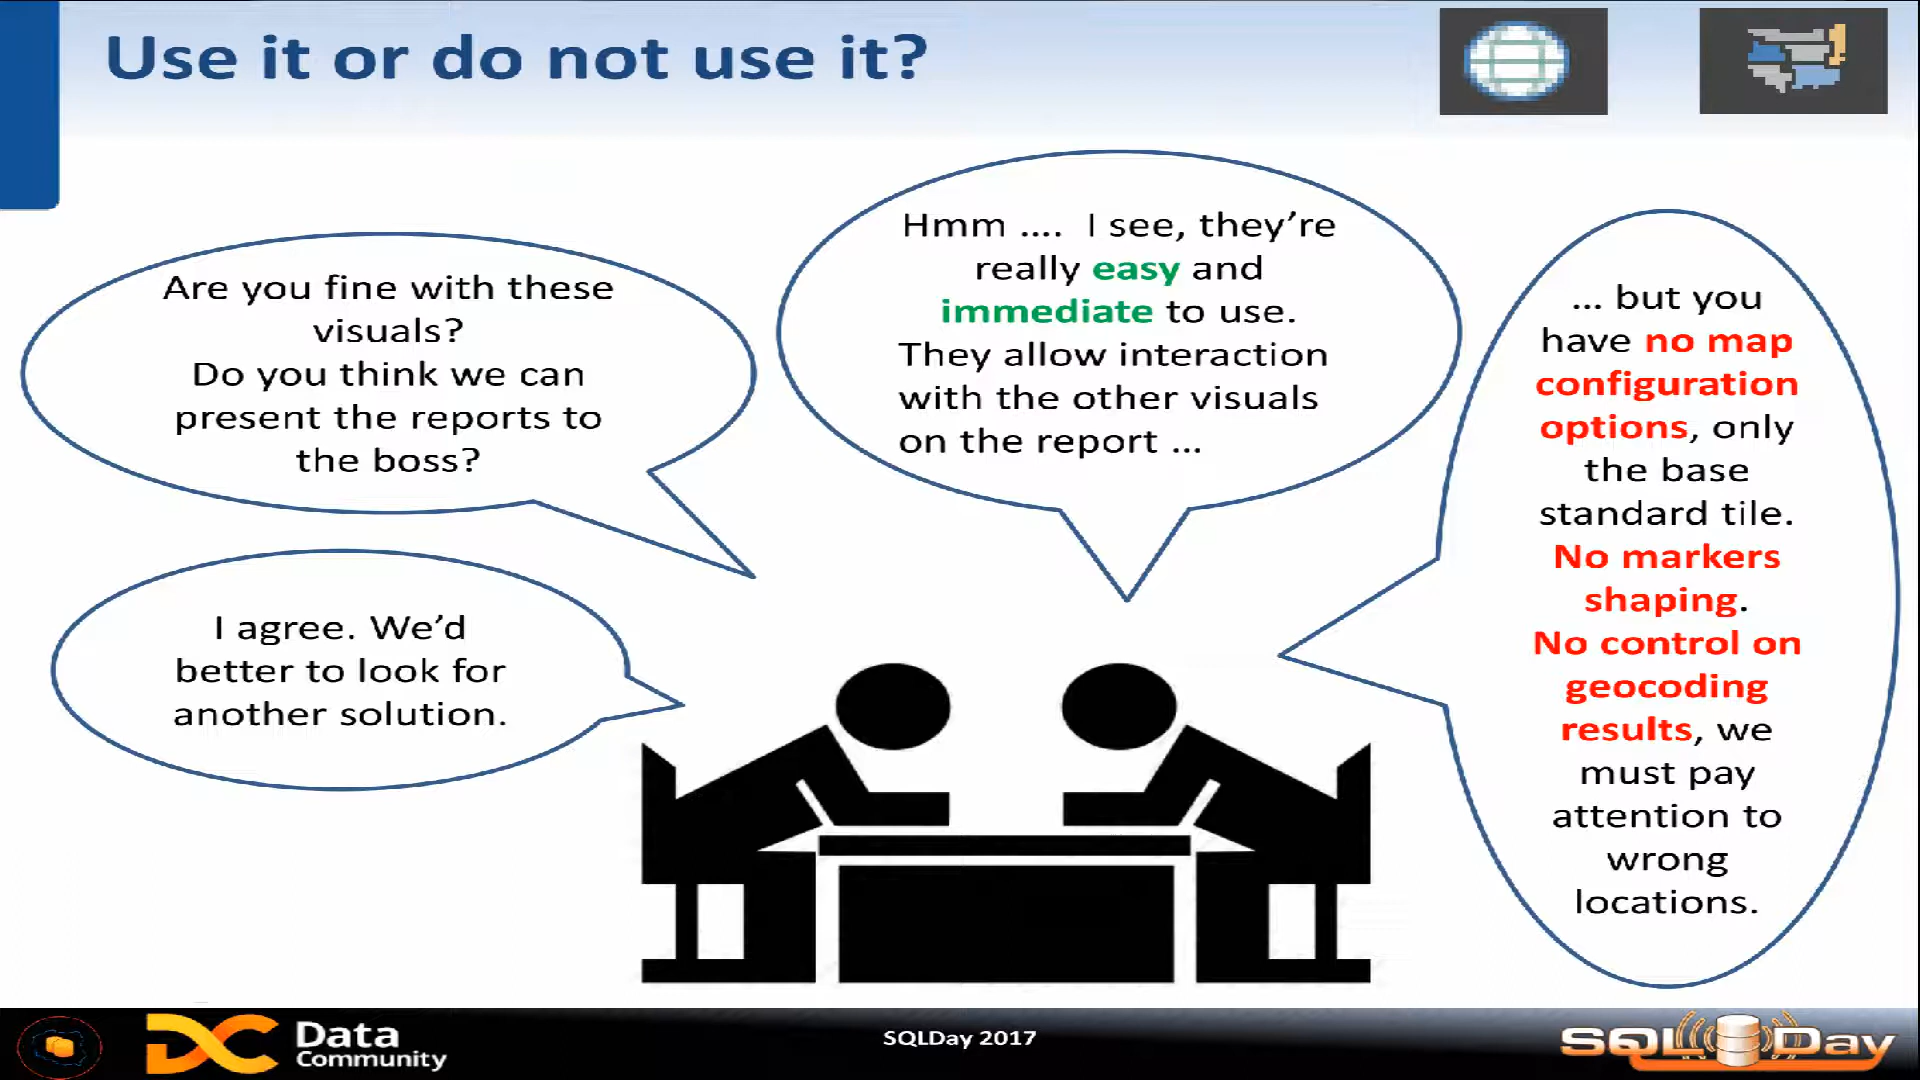 Use it or do not use it?
Are you fine with these
visuals?
Do you think we can
present the reports to
the boss?
Hmm .... I see, they’re
really easy and
immediate to use.
They allow interaction
with the other visuals
on the report ...
... but you
have no map
configuration
options, only
the base
standard tile.
No markers
shaping.
No control on
geocoding
results, we
must pay
attention to
wrong
locations.
I agree. We’d
better to look for
another solution.
DC Data
Community
SQLDay 2017
SQL Day